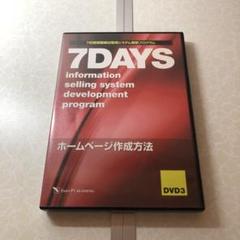 7DAYS
information
selling system
development
program
ホームページ作成方法
DVD3